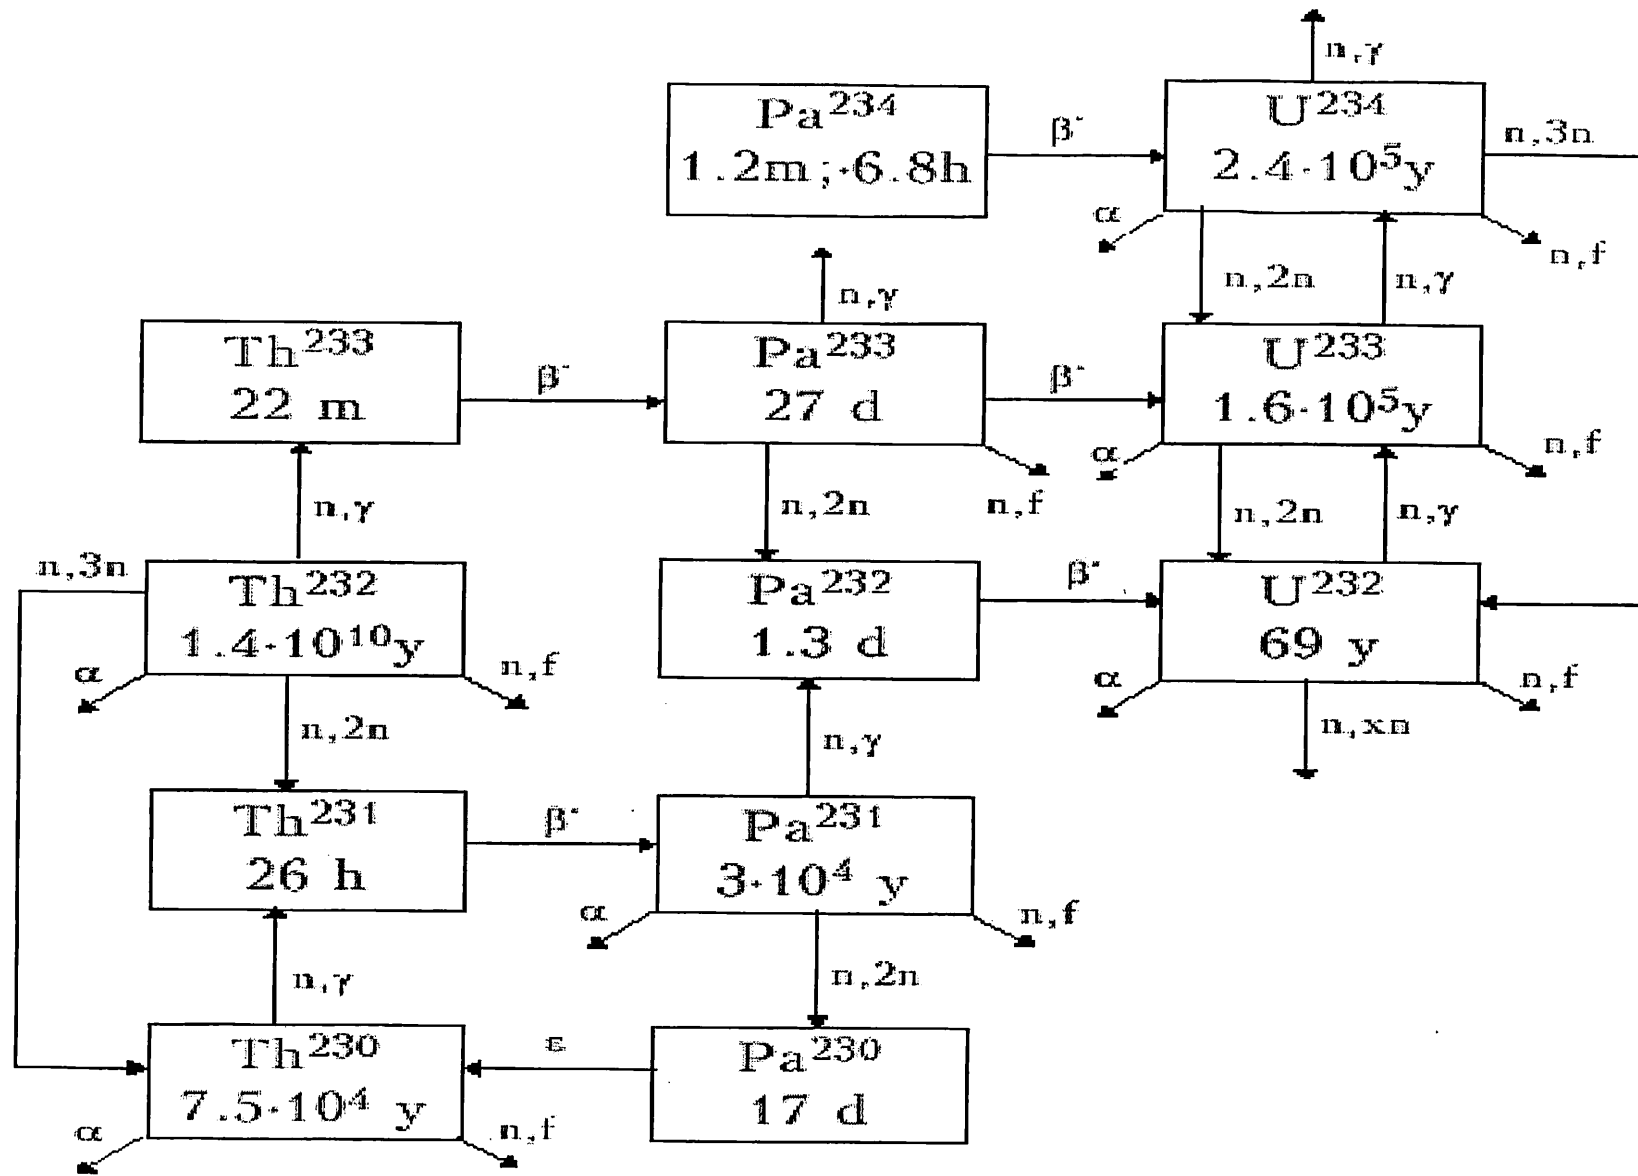 n,γ
Pa²³⁴
1.2m;·6.8h
β⁻
U²³⁴
2.4·10⁵y
n,3n
α
n,f
n,2n
n,γ
n,γ
Th²³³
22 m
β⁻
Pa²³³
27 d
β⁻
U²³³
1.6·10⁵y
n,f
α
n,f
n,γ
n,2n
n,2n
n,γ
n,3n
Th²³²
1.4·10¹⁰y
α
n,f
Pa²³²
1.3 d
β⁻
U²³²
69 y
α
n,f
n,2n
n,γ
n,xn
Th²³¹
26 h
β⁻
Pa²³¹
3·10⁴ y
α
n,f
n,γ
n,2n
Th²³⁰
7.5·10⁴ y
ε
Pa²³⁰
17 d
α
n,f